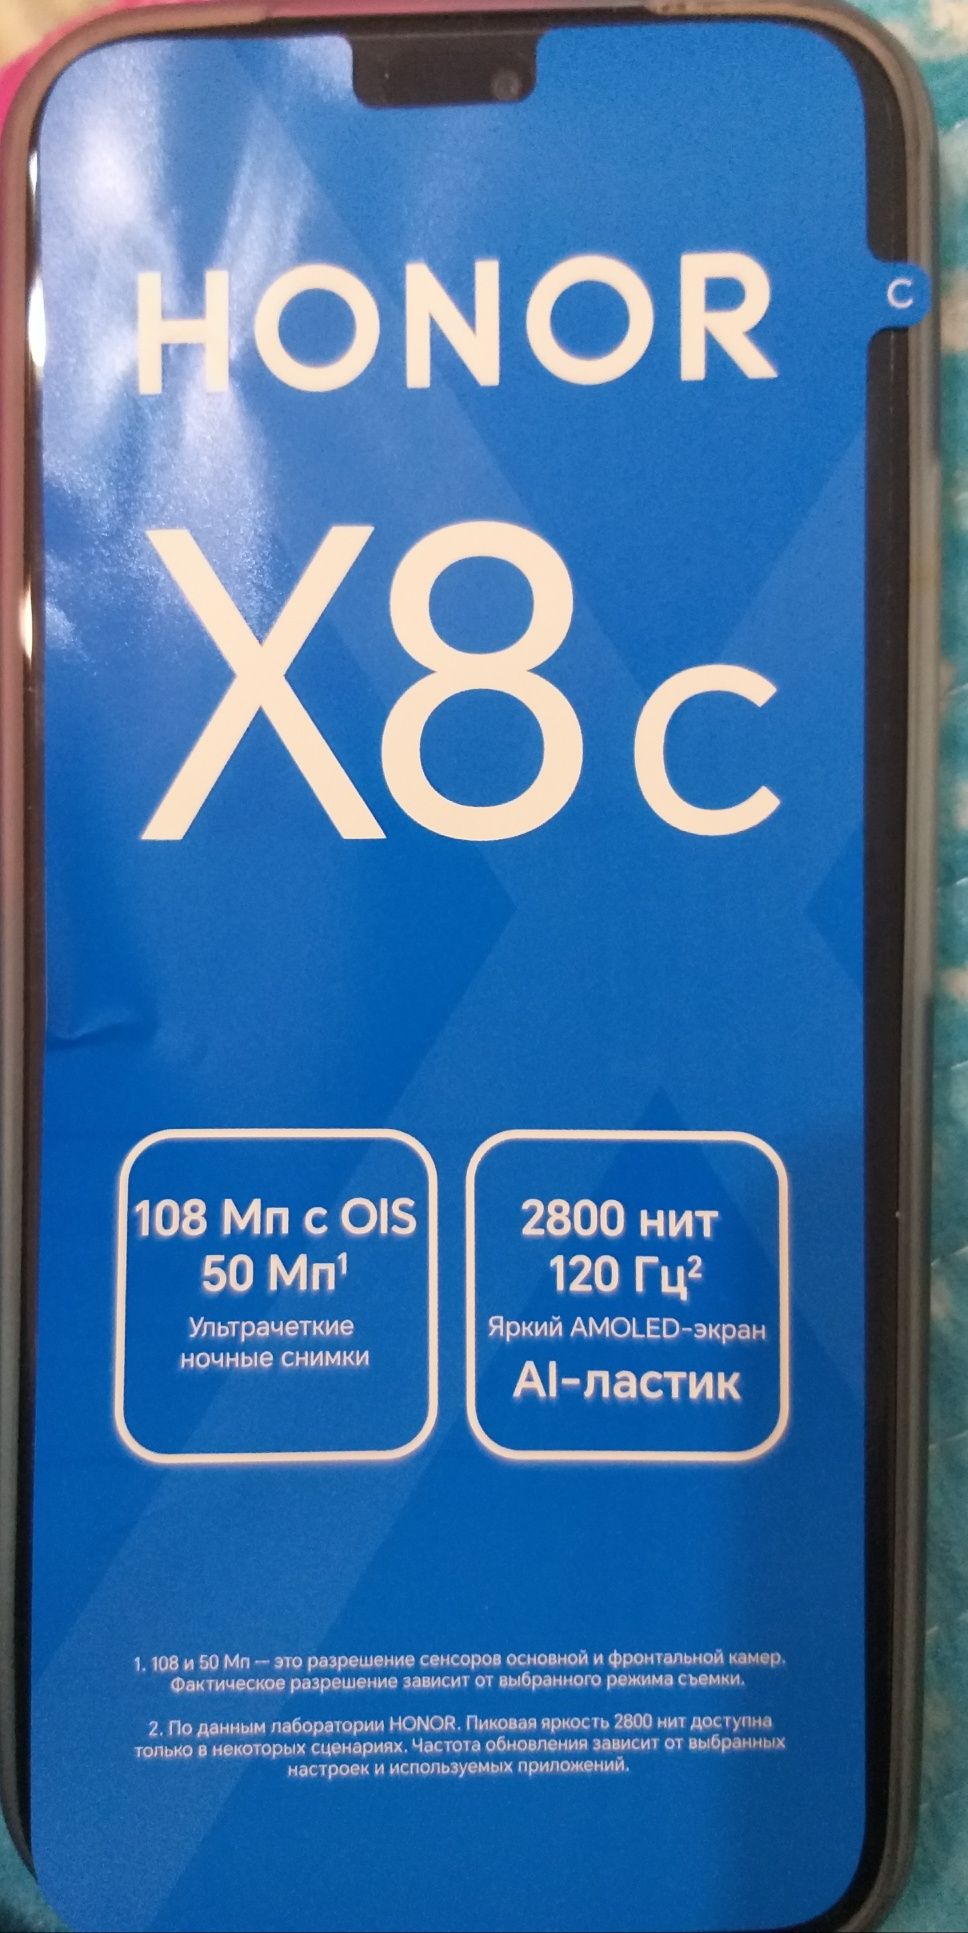 HONOR
C
X8c
108 Мп с OIS
50 Мп¹
Ультрачеткие
ночные снимки
2800 нит
120 Гц²
Яркий AMOLED-экран
AI-ластик
1. 108 и 50 Мп — это разрешение сенсоров основной и фронтальной камер.
Фактическое разрешение зависит от выбранного режима съемки.
2. По данным лаборатории HONOR. Пиковая яркость 2800 нит доступна
только в некоторых сценариях. Частота обновления зависит от выбранных
настроек и используемых приложений.